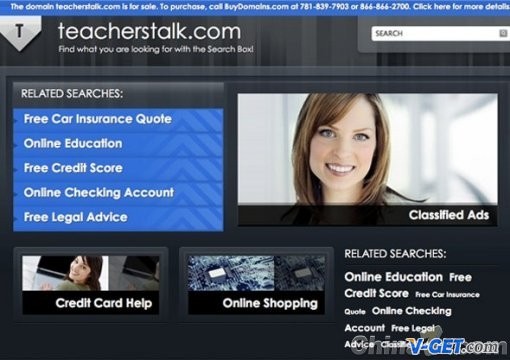 The domain teacherstalk.com is for sale. To purchase, call BuyDomains.com at 781-839-7903 or 866-866-2700. Click here for more details.
T
teacherstalk.com
Find what you are looking for with the Search Box!
SEARCH
RELATED SEARCHES:
Free Car Insurance Quote
Online Education
Free Credit Score
Online Checking Account
Free Legal Advice
Classified Ads
Credit Card Help
Online Shopping
RELATED SEARCHES:
Online Education Free
Credit Score Free Car Insurance
Quote Online Checking
Account Free Legal
Advice
V-GET.com